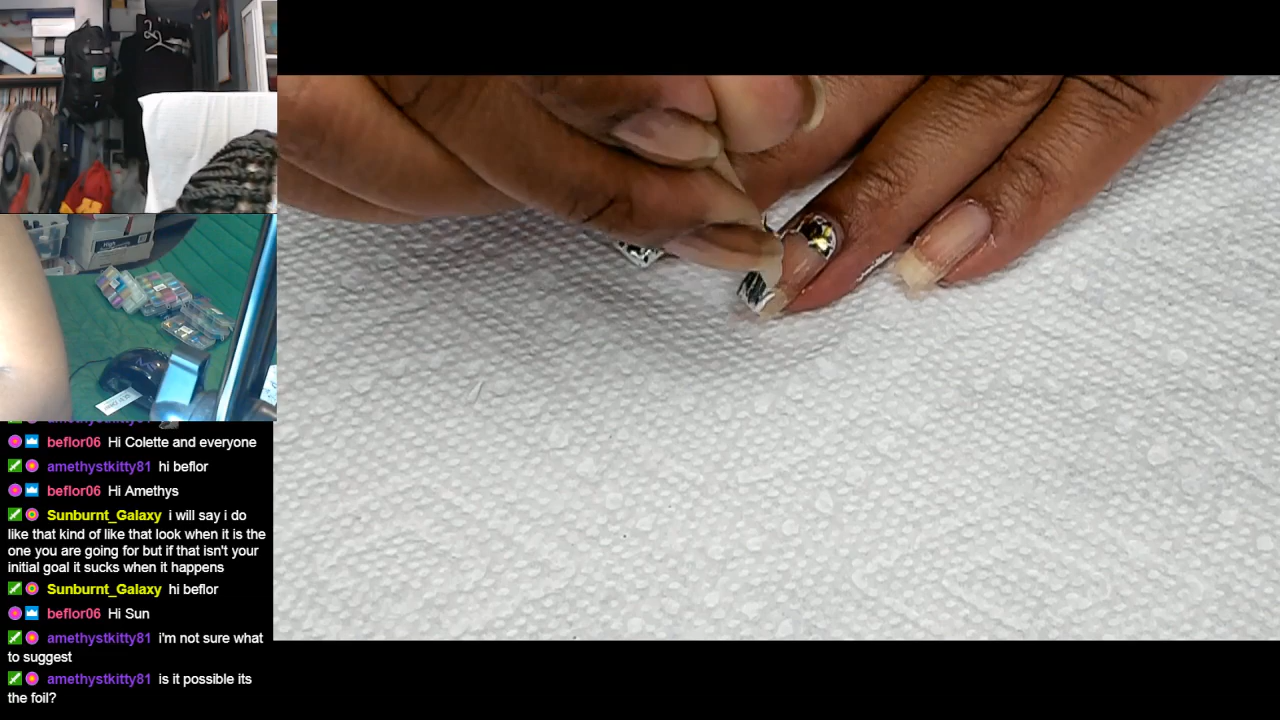 High
beflor06 Hi Colette and everyone
amethystkitty81 hi beflor
beflor06 Hi Amethys
Sunburnt_Galaxy i will say i do
like that kind of like that look when it is the
one you are going for but if that isn't your
initial goal it sucks when it happens
Sunburnt_Galaxy hi beflor
beflor06 Hi Sun
amethystkitty81 i'm not sure what
to suggest
amethystkitty81 is it possible its
the foil?